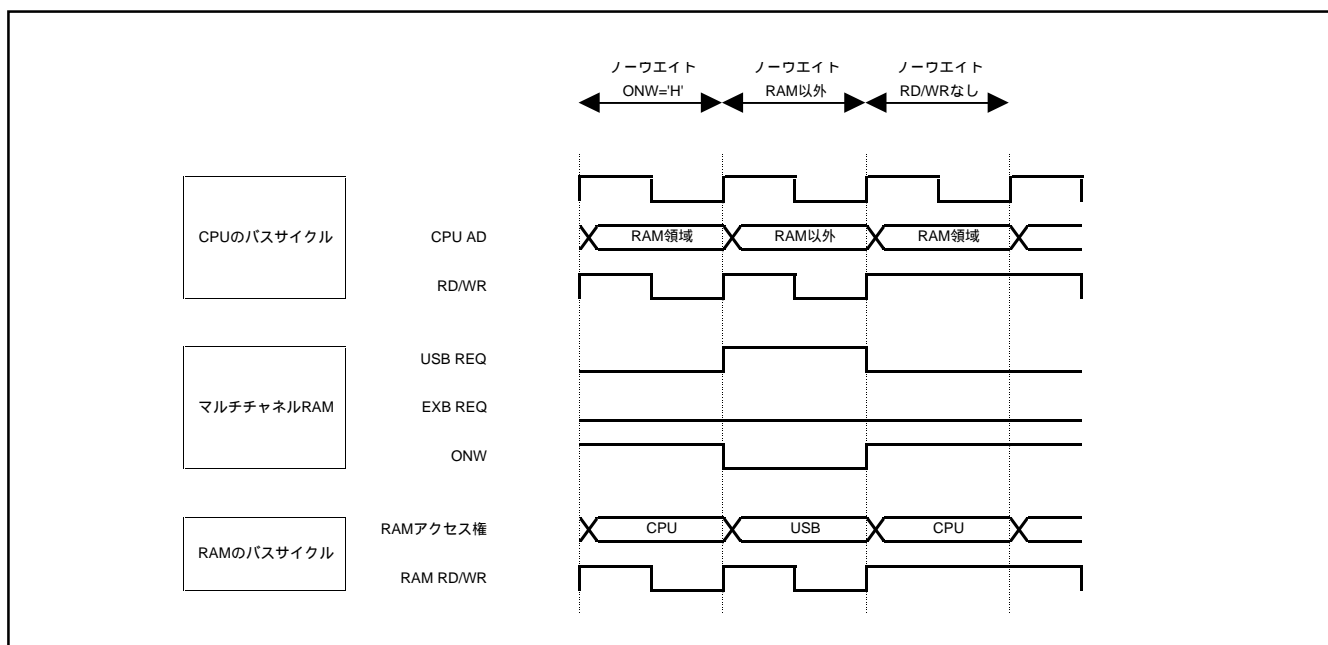 ノーウエイト ノーウエイト ノーウエイト
ONW='H' RAM以外 RD/WRなし
CPUのバスサイクル
CPU AD
RAM領域 RAM以外 RAM領域
RD/WR
マルチチャネルRAM
USB REQ
EXB REQ
ONW
RAMのバスサイクル
RAMアクセス権
CPU USB CPU
RAM RD/WR